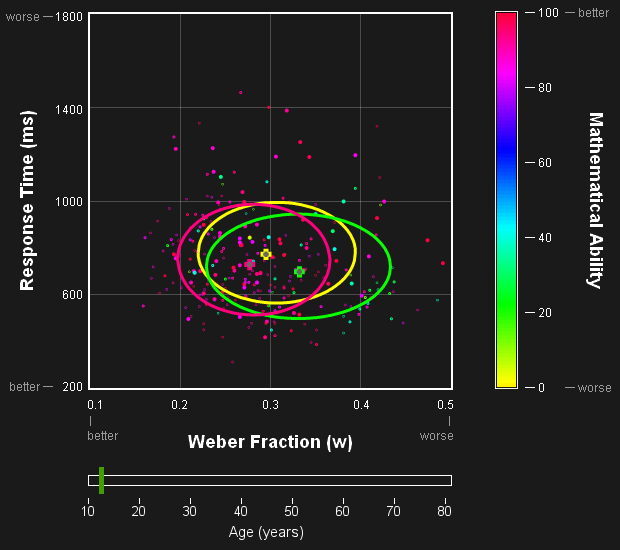 worse
1800
1400
1000
600
better
200
Response Time (ms)
0.1
0.2
0.3
0.4
0.5
better
worse
Weber Fraction (w)
10
20
30
40
50
60
70
80
Age (years)
100
better
80
60
40
20
0
worse
Mathematical Ability